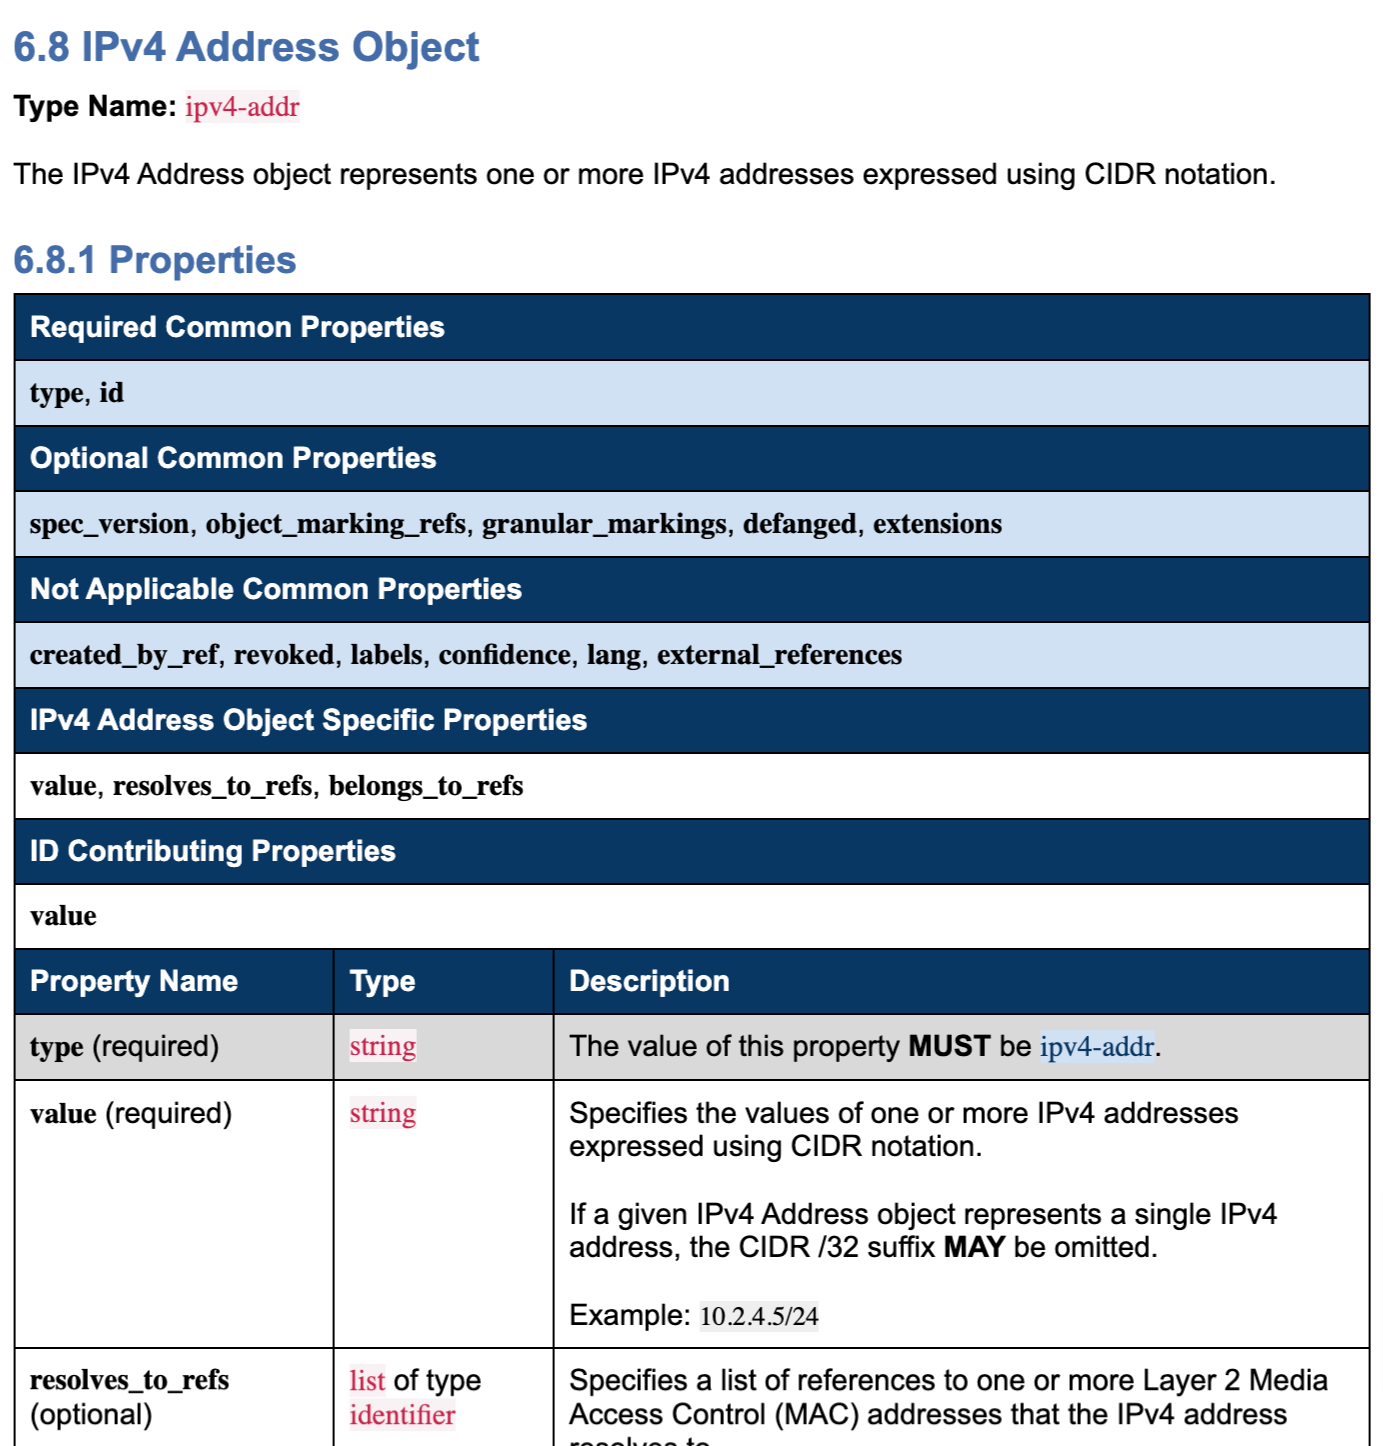 6.8 IPv4 Address Object
Type Name: ipv4-addr
The IPv4 Address object represents one or more IPv4 addresses expressed using CIDR notation.
6.8.1 Properties
Required Common Properties
type, id
Optional Common Properties
spec_version, object_marking_refs, granular_markings, defanged, extensions
Not Applicable Common Properties
created_by_ref, revoked, labels, confidence, lang, external_references
IPv4 Address Object Specific Properties
value, resolves_to_refs, belongs_to_refs
ID Contributing Properties
value
Property Name Type Description
type (required) string The value of this property MUST be ipv4-addr.
value (required) string Specifies the values of one or more IPv4 addresses
expressed using CIDR notation.
If a given IPv4 Address object represents a single IPv4
address, the CIDR /32 suffix MAY be omitted.
Example: 10.2.4.5/24
resolves_to_refs list of type Specifies a list of references to one or more Layer 2 Media
(optional) identifier Access Control (MAC) addresses that the IPv4 address
resolves to